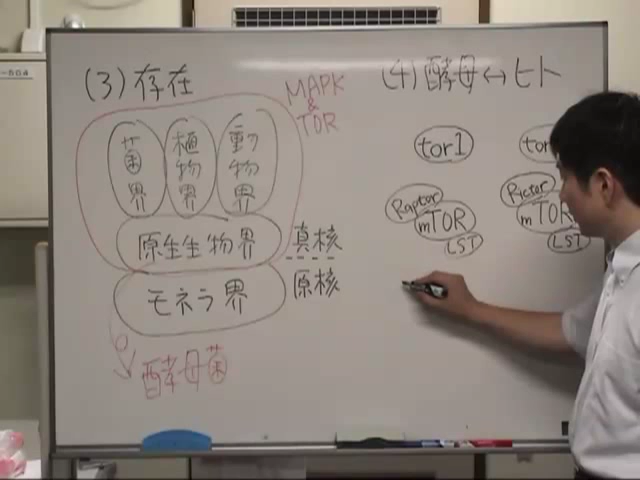 (3) 存在
MAPK
&
TOR
菌界
植物界
動物界
原生生物界
真核
モネラ界
原核
酵母菌
(4) 酵母↔ヒト
tor1
tor
Raptor
mTOR
LST
Rictor
mTOR
LST